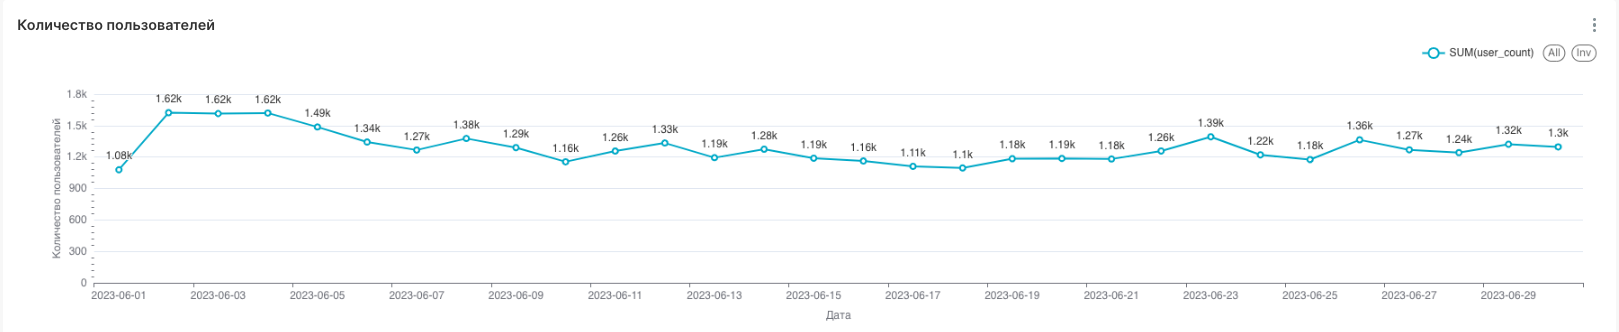 Количество пользователей
SUM(user_count) All Inv
Количество пользователей
1.8k
1.5k
1.2k
900
600
300
0
1.08k 1.62k 1.62k 1.62k 1.49k 1.34k 1.27k 1.38k 1.29k 1.16k 1.26k 1.33k 1.19k 1.28k 1.19k 1.16k 1.11k 1.1k 1.18k 1.19k 1.18k 1.26k 1.39k 1.22k 1.18k 1.36k 1.27k 1.24k 1.32k 1.3k
2023-06-01 2023-06-03 2023-06-05 2023-06-07 2023-06-09 2023-06-11 2023-06-13 2023-06-15 2023-06-17 2023-06-19 2023-06-21 2023-06-23 2023-06-25 2023-06-27 2023-06-29
Дата